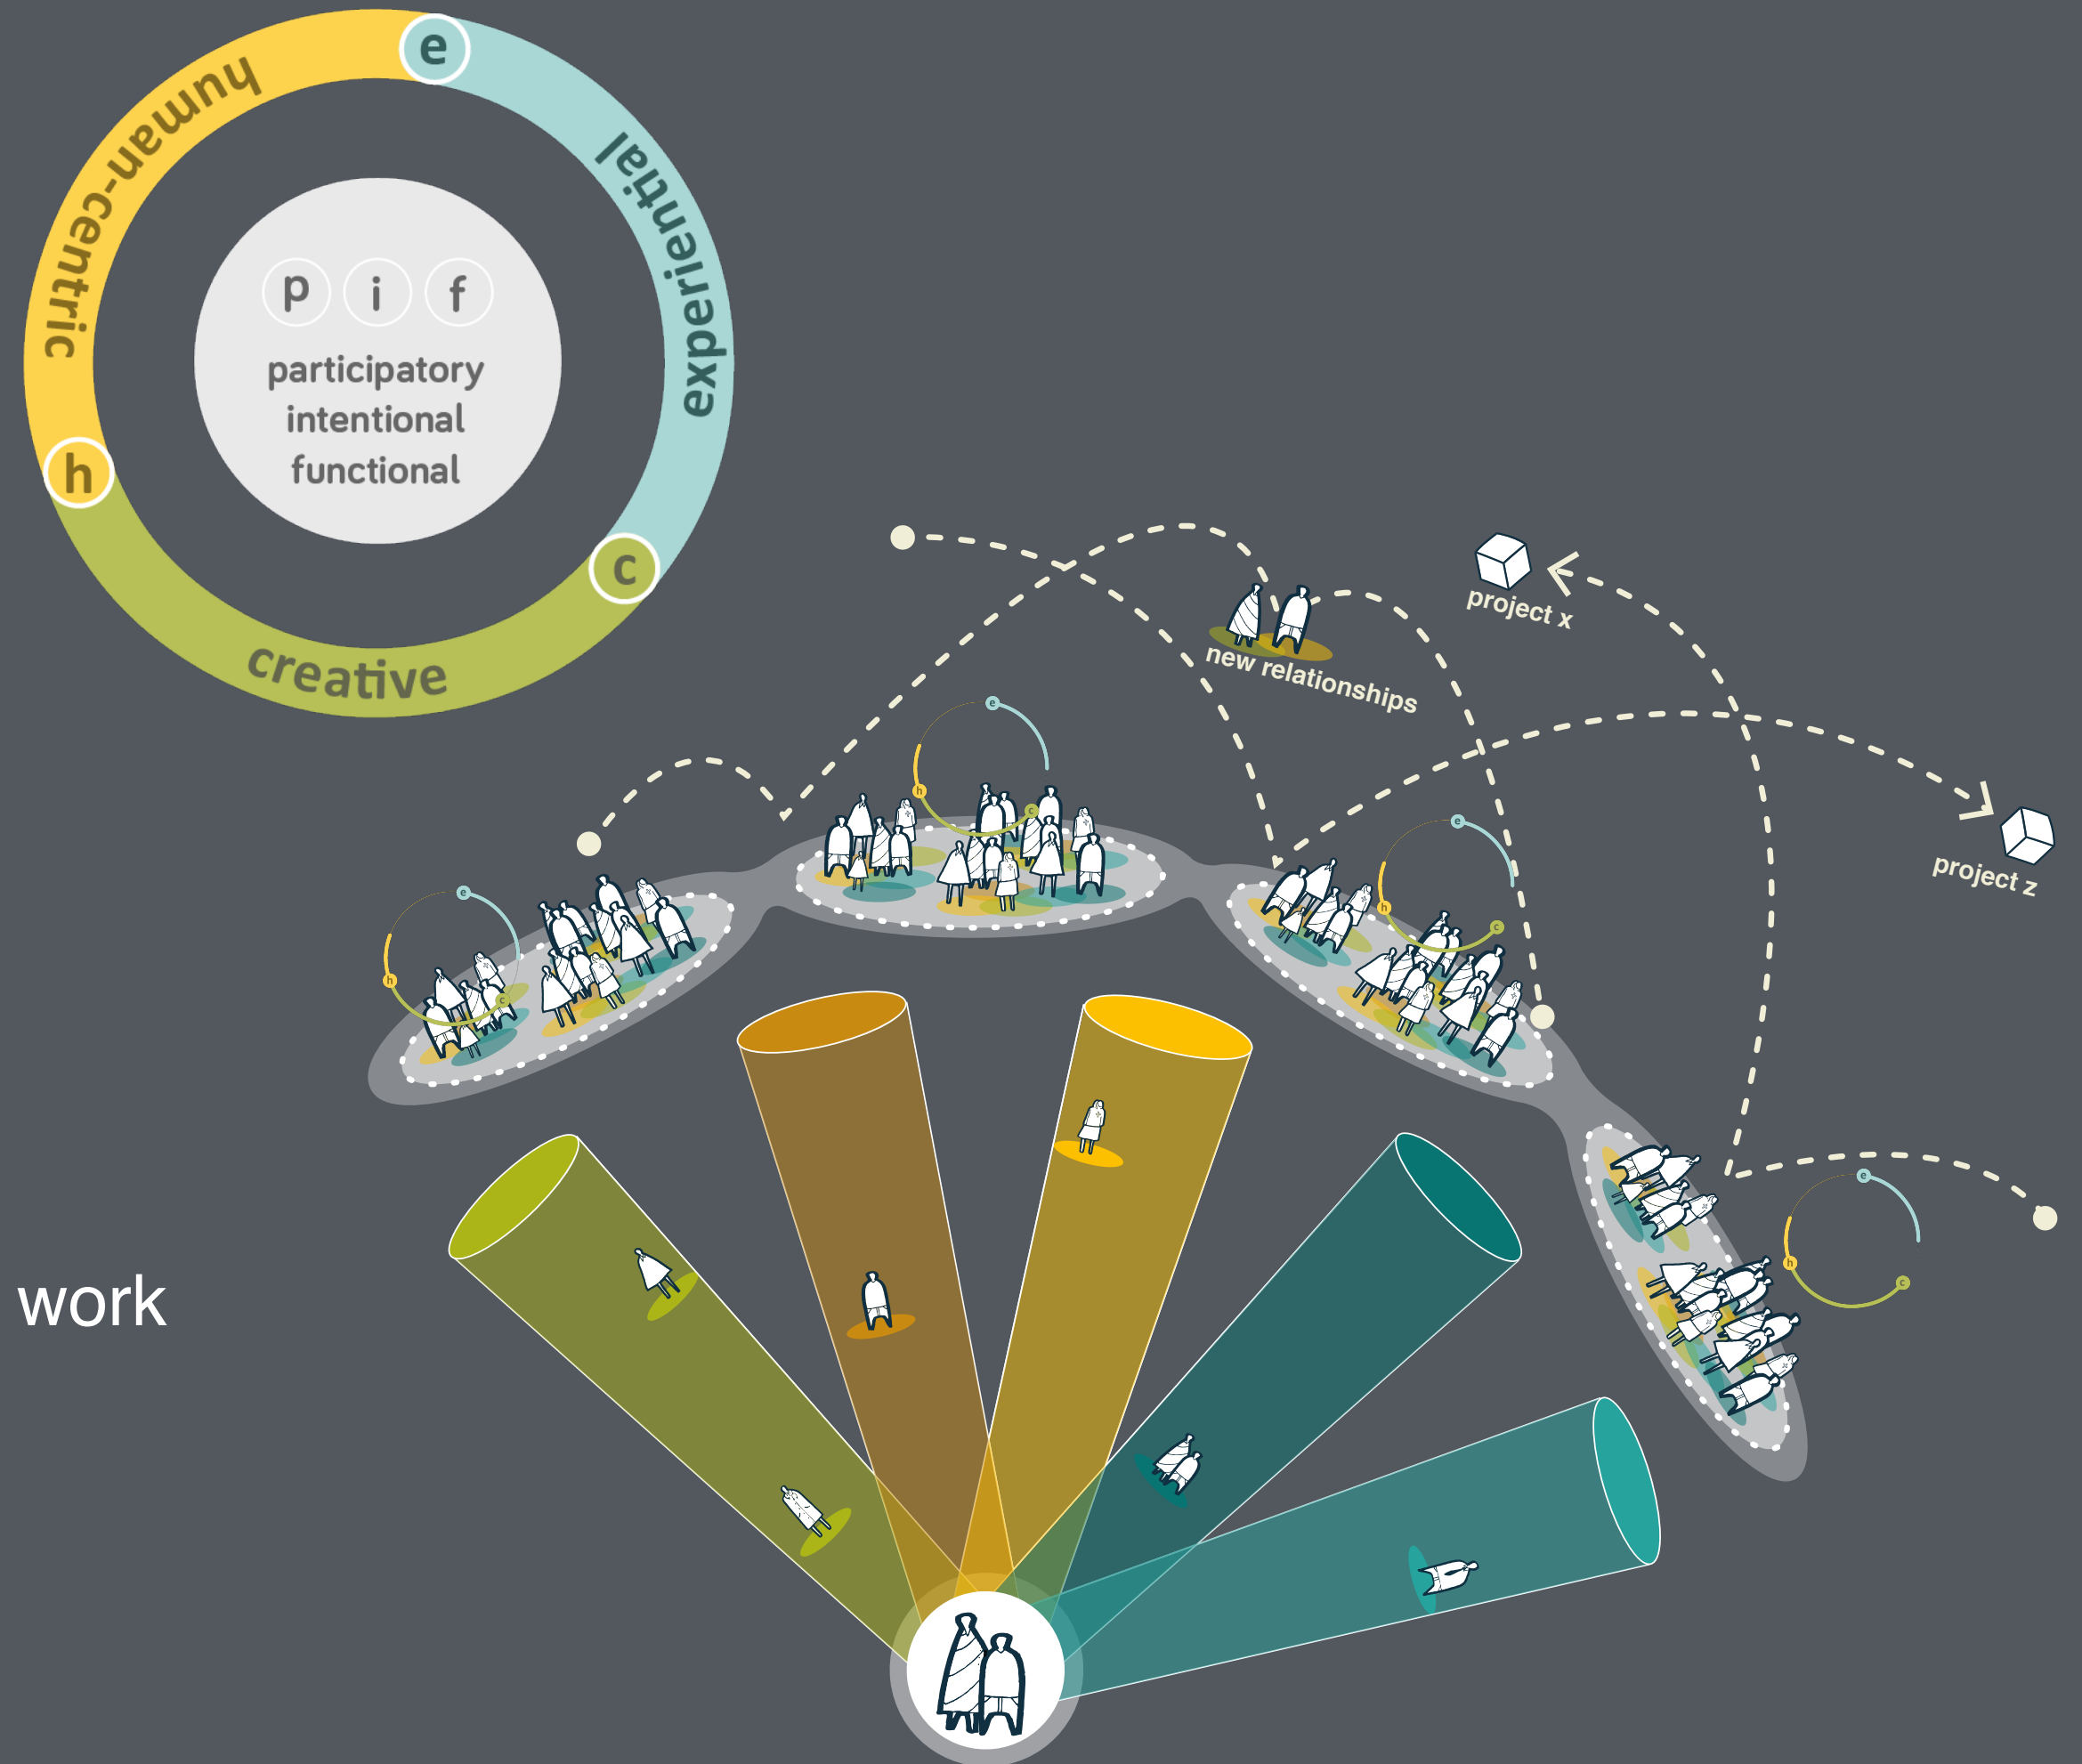 e
human-centric
experiential
p i f
participatory
intentional
functional
h
c
creative
project x
new relationships
e
h
c
e
h
c
project z
e
h
c
e
h
c
work